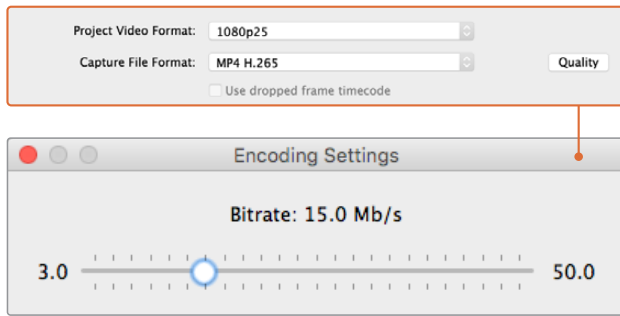 Project Video Format: 1080p25
Capture File Format: MP4 H.265 Quality
Use dropped frame timecode
Encoding Settings
Bitrate: 15.0 Mb/s
3.0 50.0